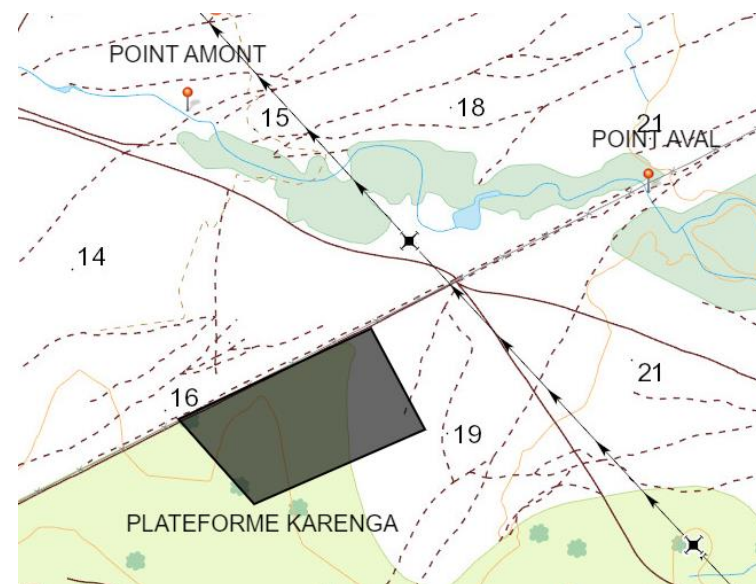 POINT AMONT
15
18
21
POINT AVAL
14
21
16
19
PLATEFORME KARENGA